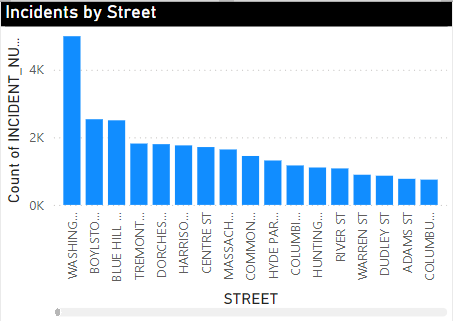 Incidents by Street
Count of INCIDENT_NU...
4K
2K
0K
WASHING...
BOYLSTO...
BLUE HILL ...
TREMONT...
DORCHES...
HARRISO...
CENTRE ST
MASSACH...
COMMON...
HYDE PAR...
COLUMBI...
HUNTING...
RIVER ST
WARREN ST
DUDLEY ST
ADAMS ST
COLUMBU...
STREET